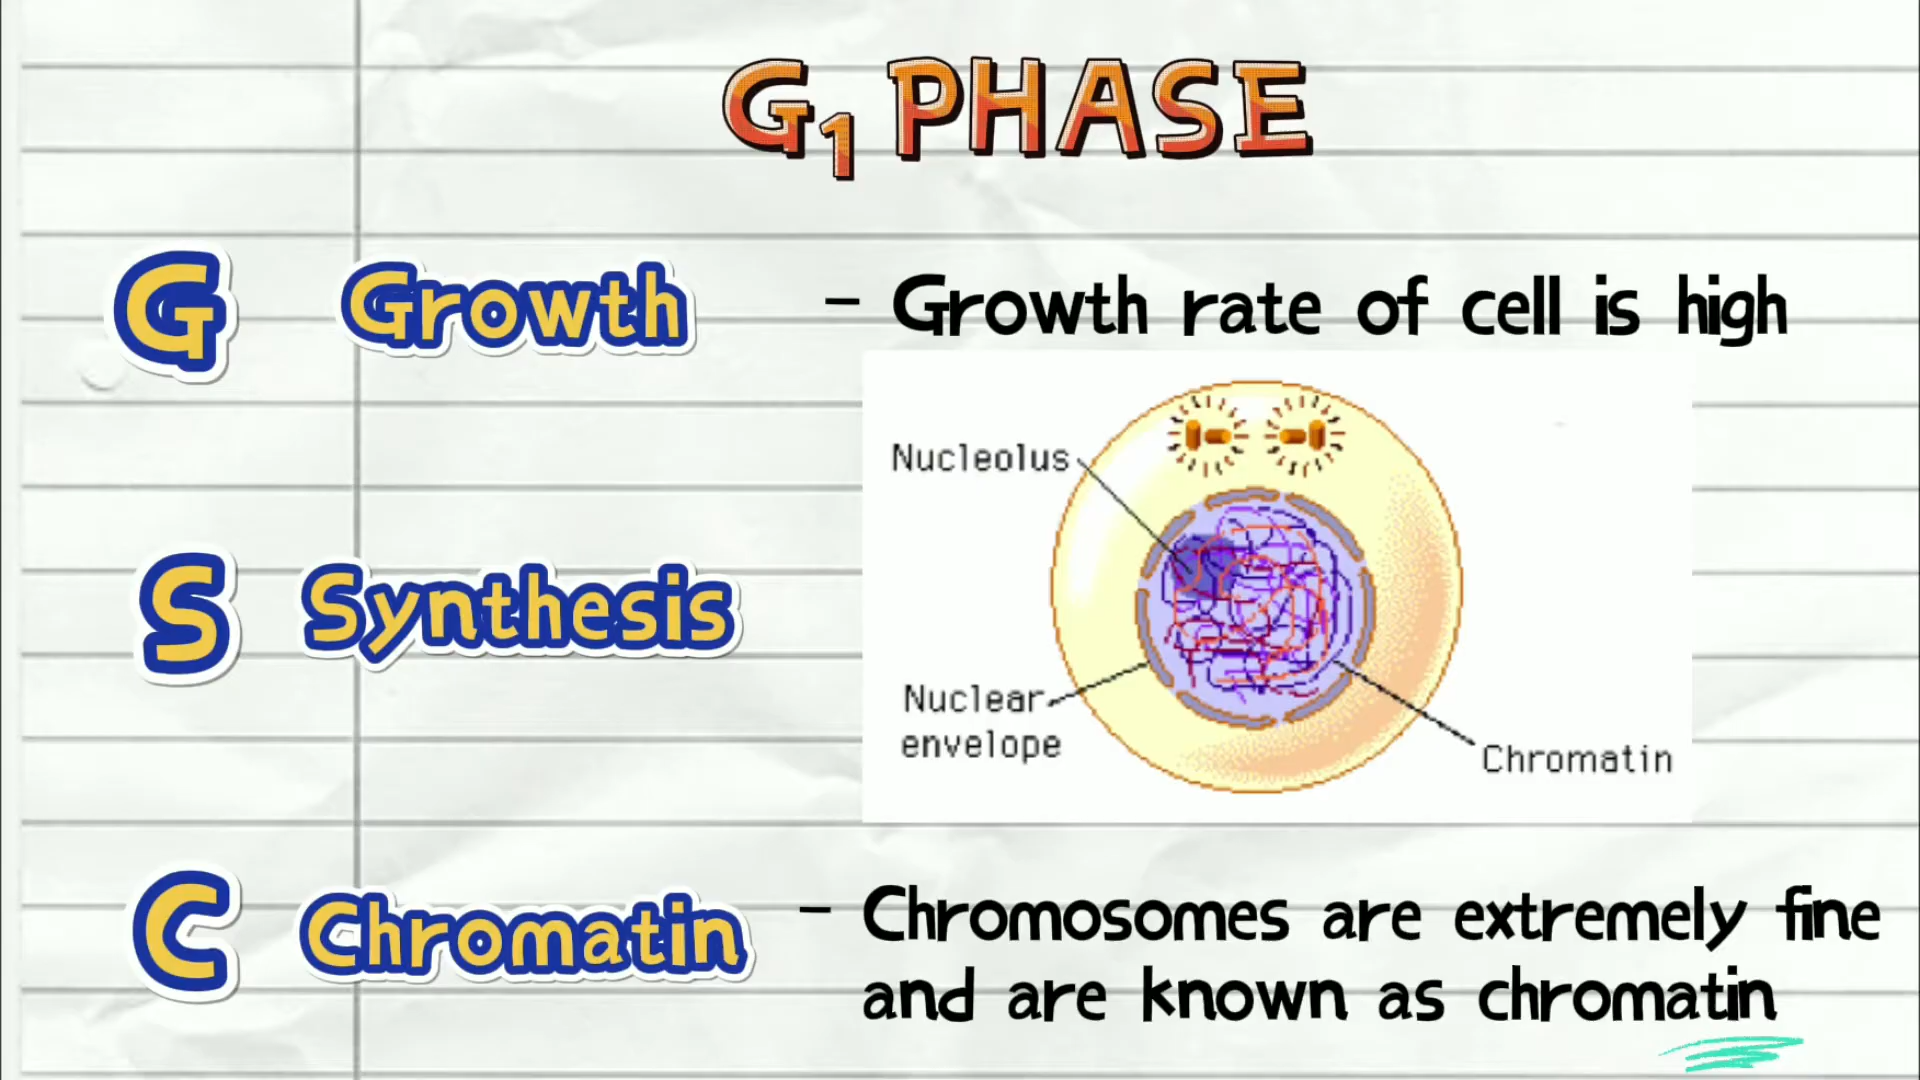 G1 PHASE
G Growth - Growth rate of cell is high
Nucleolus
S Synthesis
Nuclear
envelope
Chromatin
C Chromatin - Chromosomes are extremely fine
and are known as chromatin